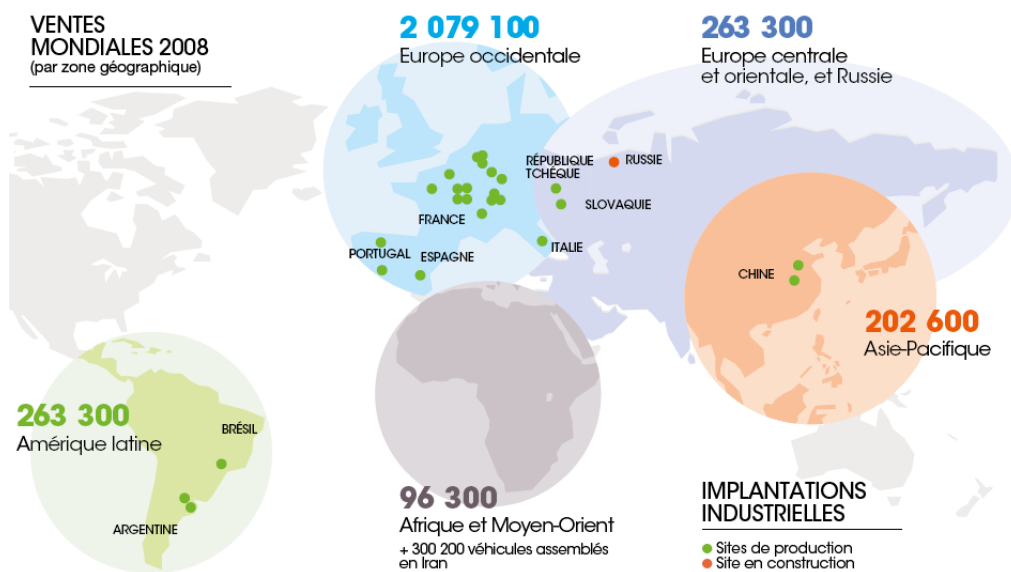 VENTES
MONDIALES 2008
(par zone géographique)
2 079 100
Europe occidentale
263 300
Europe centrale
et orientale, et Russie
RÉPUBLIQUE
TCHÉQUE
RUSSIE
SLOVAQUIE
FRANCE
ITALIE
PORTUGAL
ESPAGNE
CHINE
202 600
Asie-Pacifique
263 300
Amérique latine
BRÉSIL
ARGENTINE
96 300
Afrique et Moyen-Orient
+ 300 200 véhicules assemblés
en Iran
IMPLANTATIONS
INDUSTRIELLES
Sites de production
Site en construction